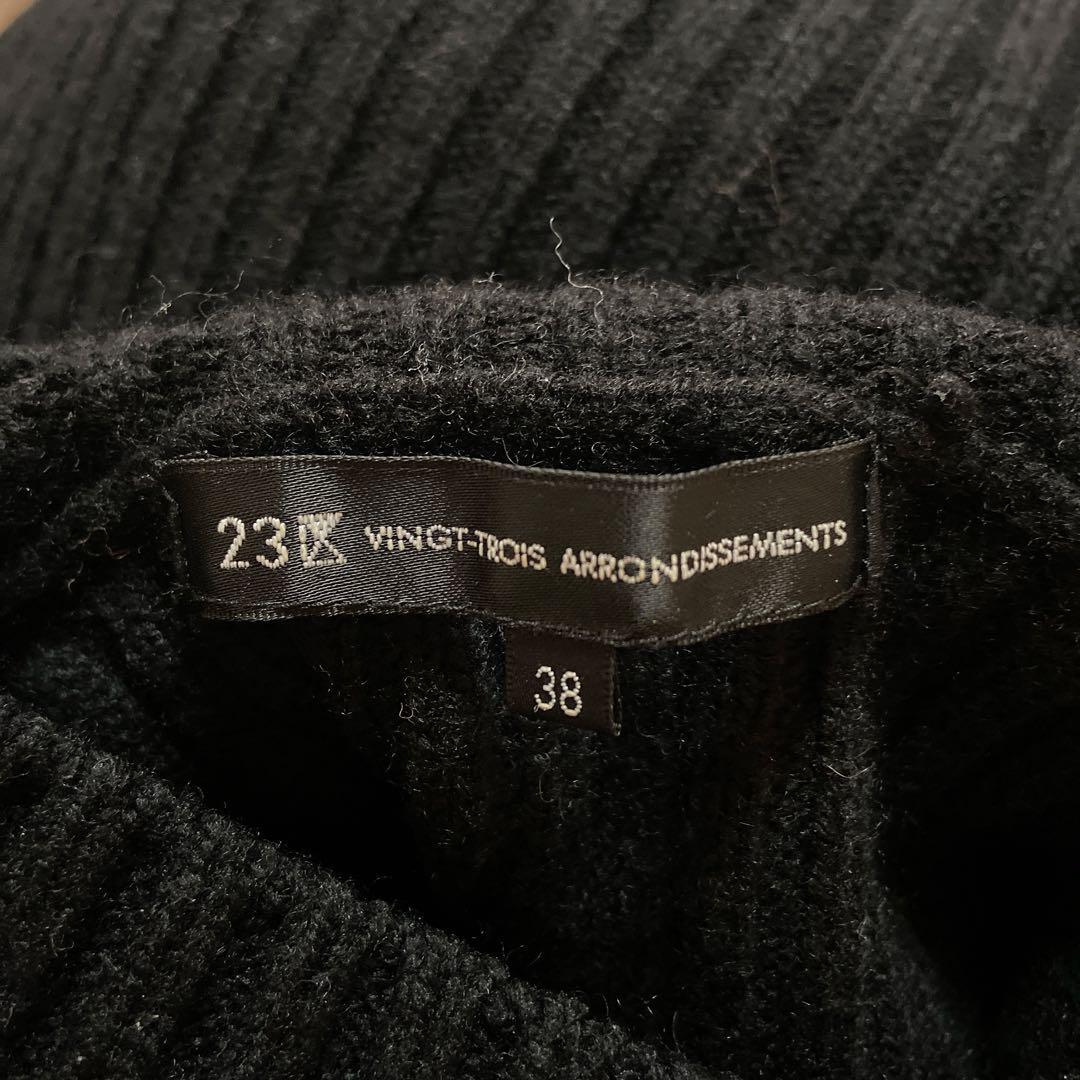 23区 VINGT-TROIS ARRONDISSEMENTS
38